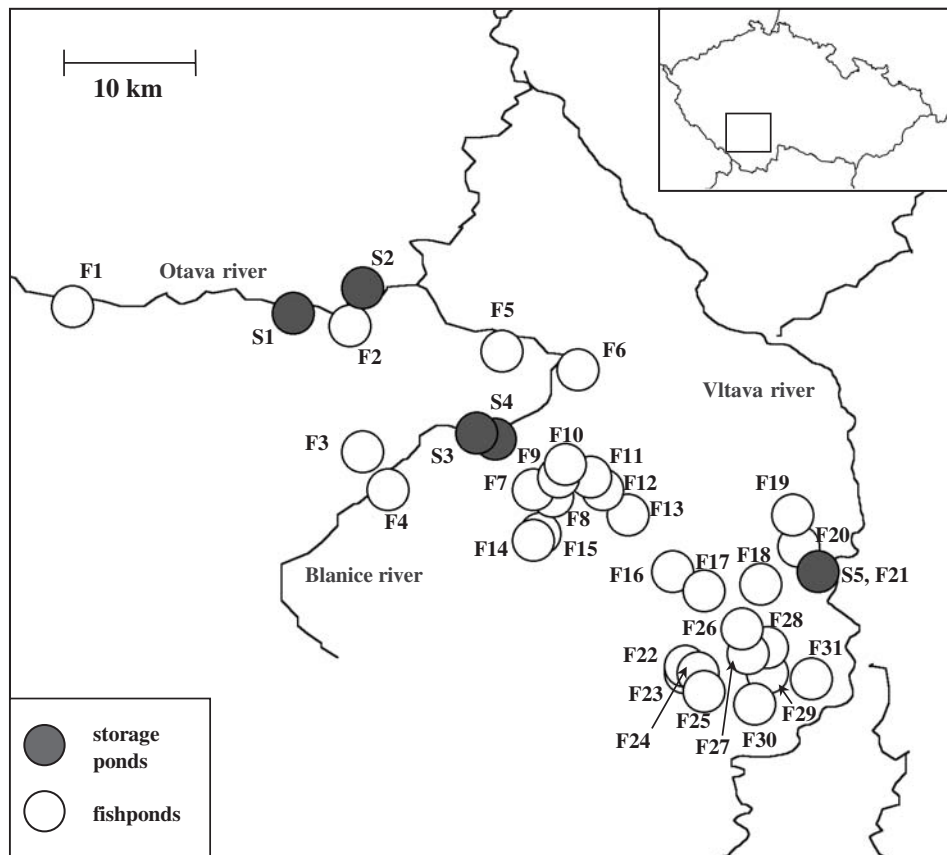 10 km
F1
Otava river
S2
S1
F2
F5
F6
Vltava river
S4
F3
S3
F10
F9
F11
F7
F12
F4
F8
F13
F19
F14
F15
F20
Blanice river
F16
F17
F18
S5, F21
F26
F28
F22
F31
F23
F25
F29
F24
F27
F30
storage
ponds
fishponds